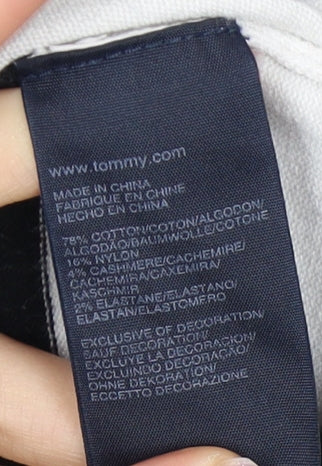 www.tommy.com
MADE IN CHINA
FABRIQUE EN CHINE
HECHO EN CHINA
78% COTTON/COTON/ALGODON/
ALGODÃO/BAUMWOLLE/COTONE
16% NYLON
4% CASHMERE/CACHEMIRE/
CACHEMIRA/CAXEMIRA/
KASCHMIR
2% ELASTANE/ELASTANO/
ELASTAN/ELASTOMERO
EXCLUSIVE OF DECORATION/
SAUF DECORATION/
EXCLUYE LA DECORACION/
EXCLUINDO DECORAÇÃO/
OHNE DEKORATION/
ECCETTO DECORAZIONE